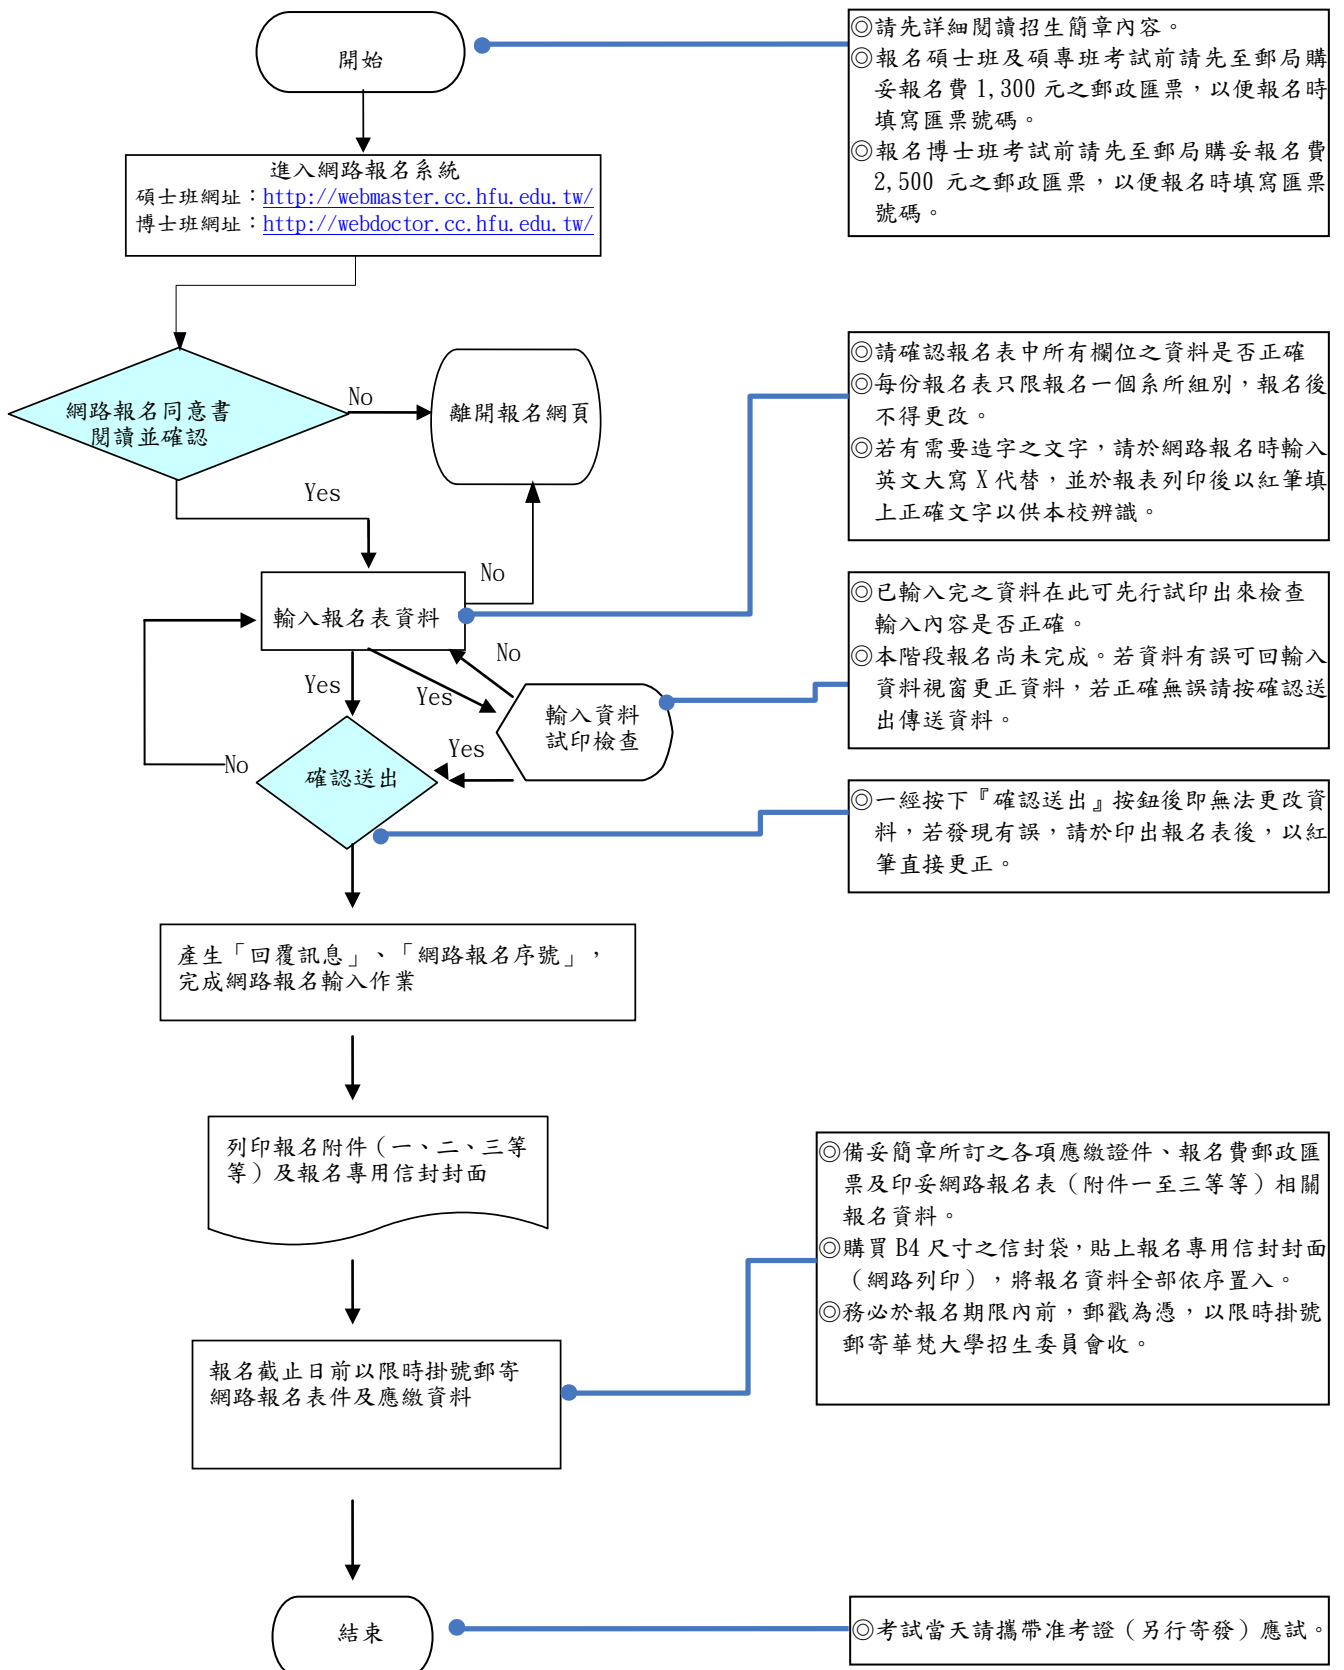 開始
◎請先詳細閱讀招生簡章內容。
◎報名碩士班及碩專班考試前請先至郵局購
妥報名費 1,300 元之郵政匯票，以便報名時
填寫匯票號碼。
◎報名博士班考試前請先至郵局購妥報名費
2,500 元之郵政匯票，以便報名時填寫匯票
號碼。
進入網路報名系統
碩士班網址：http://webmaster.cc.hfu.edu.tw/
博士班網址：http://webdoctor.cc.hfu.edu.tw/
網路報名同意書
閱讀並確認
No
離開報名網頁
Yes
◎請確認報名表中所有欄位之資料是否正確
◎每份報名表只限報名一個系所組別，報名後
不得更改。
◎若有需要造字之文字，請於網路報名時輸入
英文大寫 X 代替，並於報表列印後以紅筆填
上正確文字以供本校辨識。
輸入報名表資料
No
No
Yes
Yes
輸入資料
試印檢查
◎已輸入完之資料在此可先行試印出來檢查
輸入內容是否正確。
◎本階段報名尚未完成。若資料有誤可回輸入
資料視窗更正資料，若正確無誤請按確認送
出傳送資料。
Yes
No
確認送出
◎一經按下『確認送出』按鈕後即無法更改資
料，若發現有誤，請於印出報名表後，以紅
筆直接更正。
產生「回覆訊息」、「網路報名序號」，
完成網路報名輸入作業
列印報名附件（一、二、三等
等）及報名專用信封封面
◎備妥簡章所訂之各項應繳證件、報名費郵政匯
票及印妥網路報名表（附件一至三等等）相關
報名資料。
◎購買 B4 尺寸之信封袋，貼上報名專用信封封面
（網路列印），將報名資料全部依序置入。
◎務必於報名期限內前，郵戳為憑，以限時掛號
郵寄華梵大學招生委員會收。
報名截止日前以限時掛號郵寄
網路報名表件及應繳資料
結束
◎考試當天請攜帶准考證（另行寄發）應試。